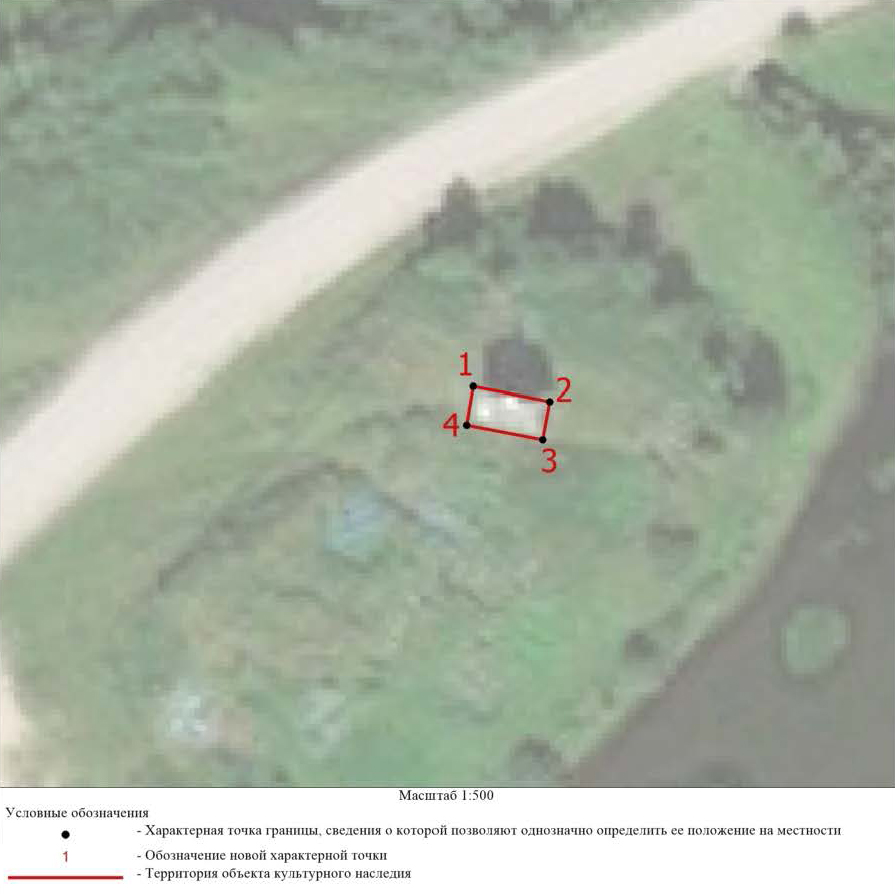 1
2
4
3
Масштаб 1:500
Условные обозначения
- Характерная точка границы, сведения о которой позволяют однозначно определить ее положение на местности
1 - Обозначение новой характерной точки
- Территория объекта культурного наследия